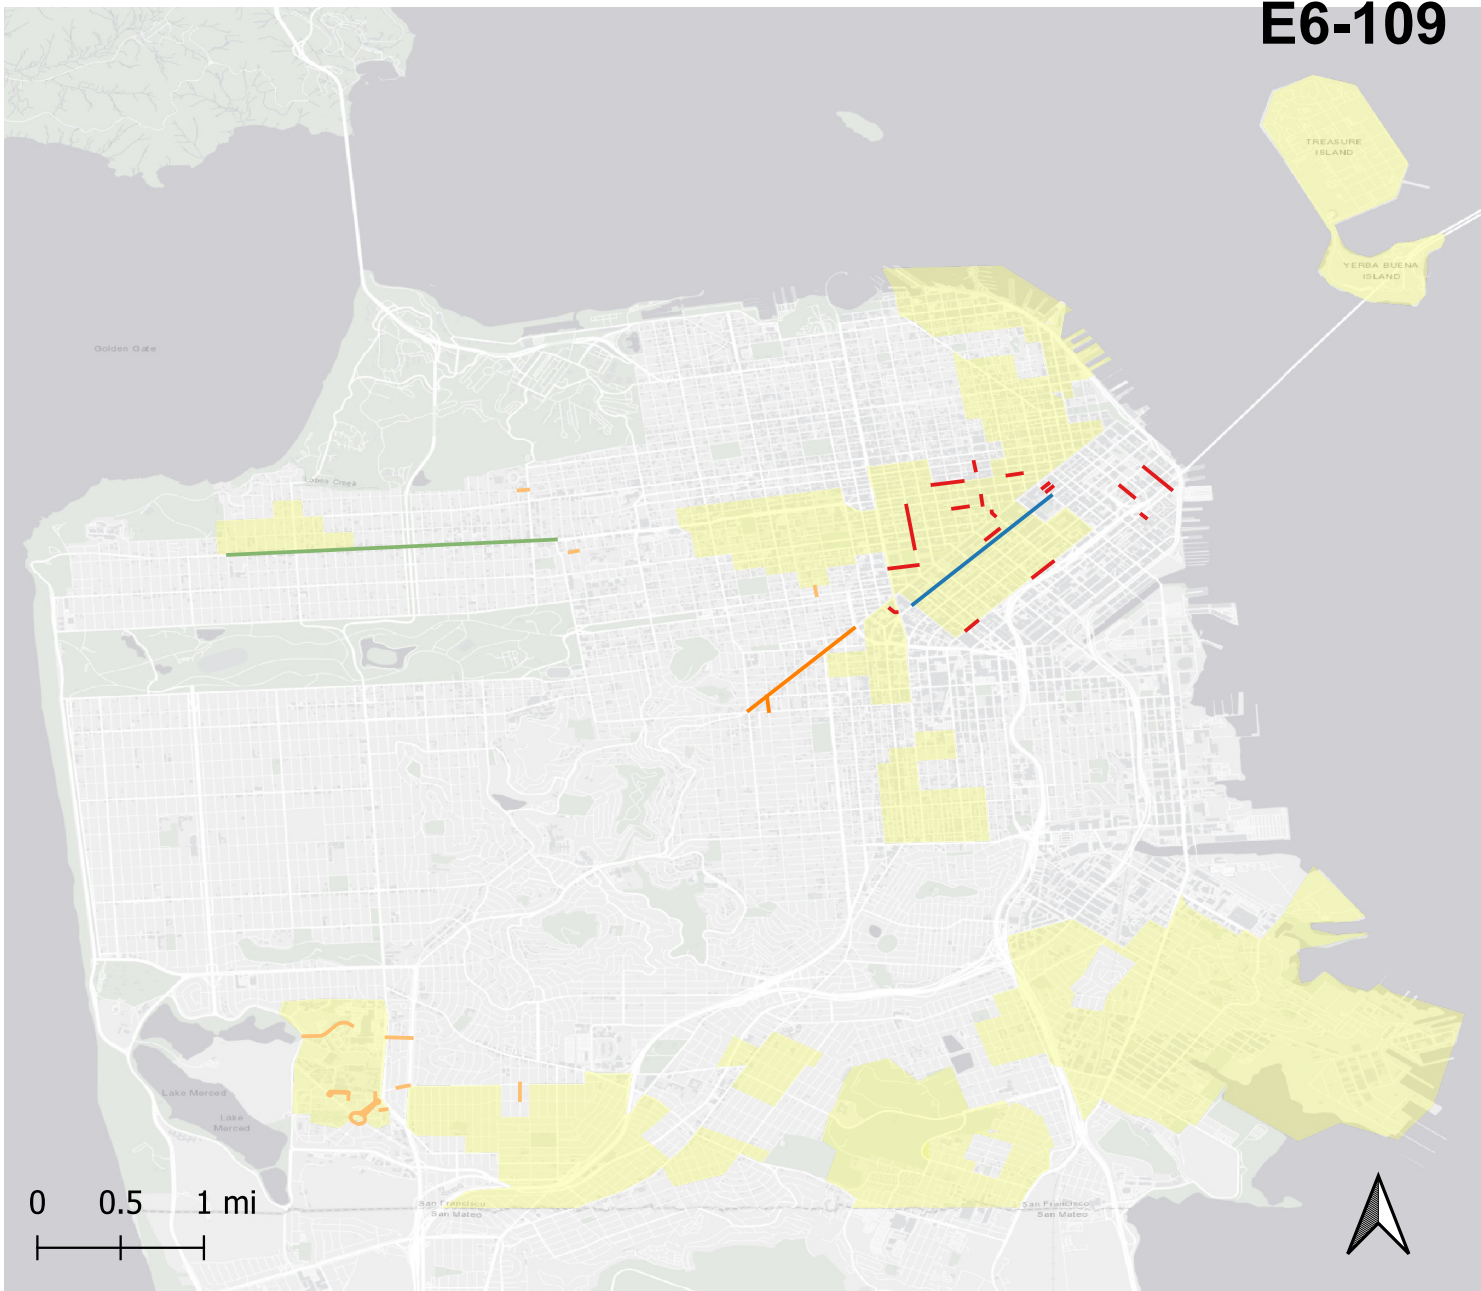 E6-109
TREASURE
ISLAND
YERBA BUENA
ISLAND
Golden Gate
Lobos Creek
Lake Merced
Lake
Merced
0 0.5 1 mi
San Francisco
San Mateo
San Francisco
San Mateo